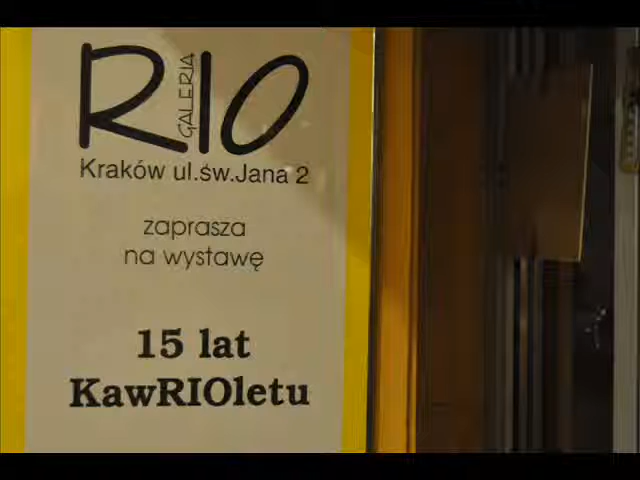 RIO
GALERIA
Kraków ul.św.Jana 2
zaprasza
na wystawę
15 lat
KawRIOletu